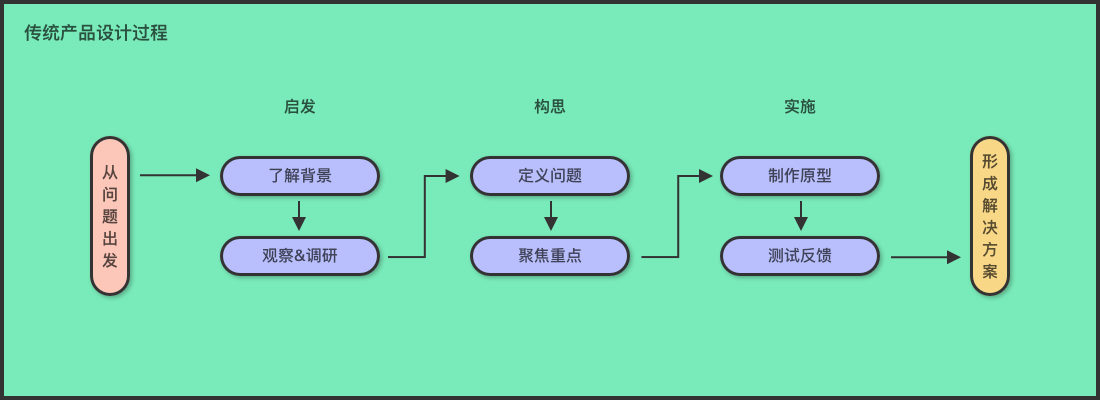 传统产品设计过程
启发
构思
实施
从问题出发
了解背景
观察&调研
定义问题
聚焦重点
制作原型
测试反馈
形成解决方案